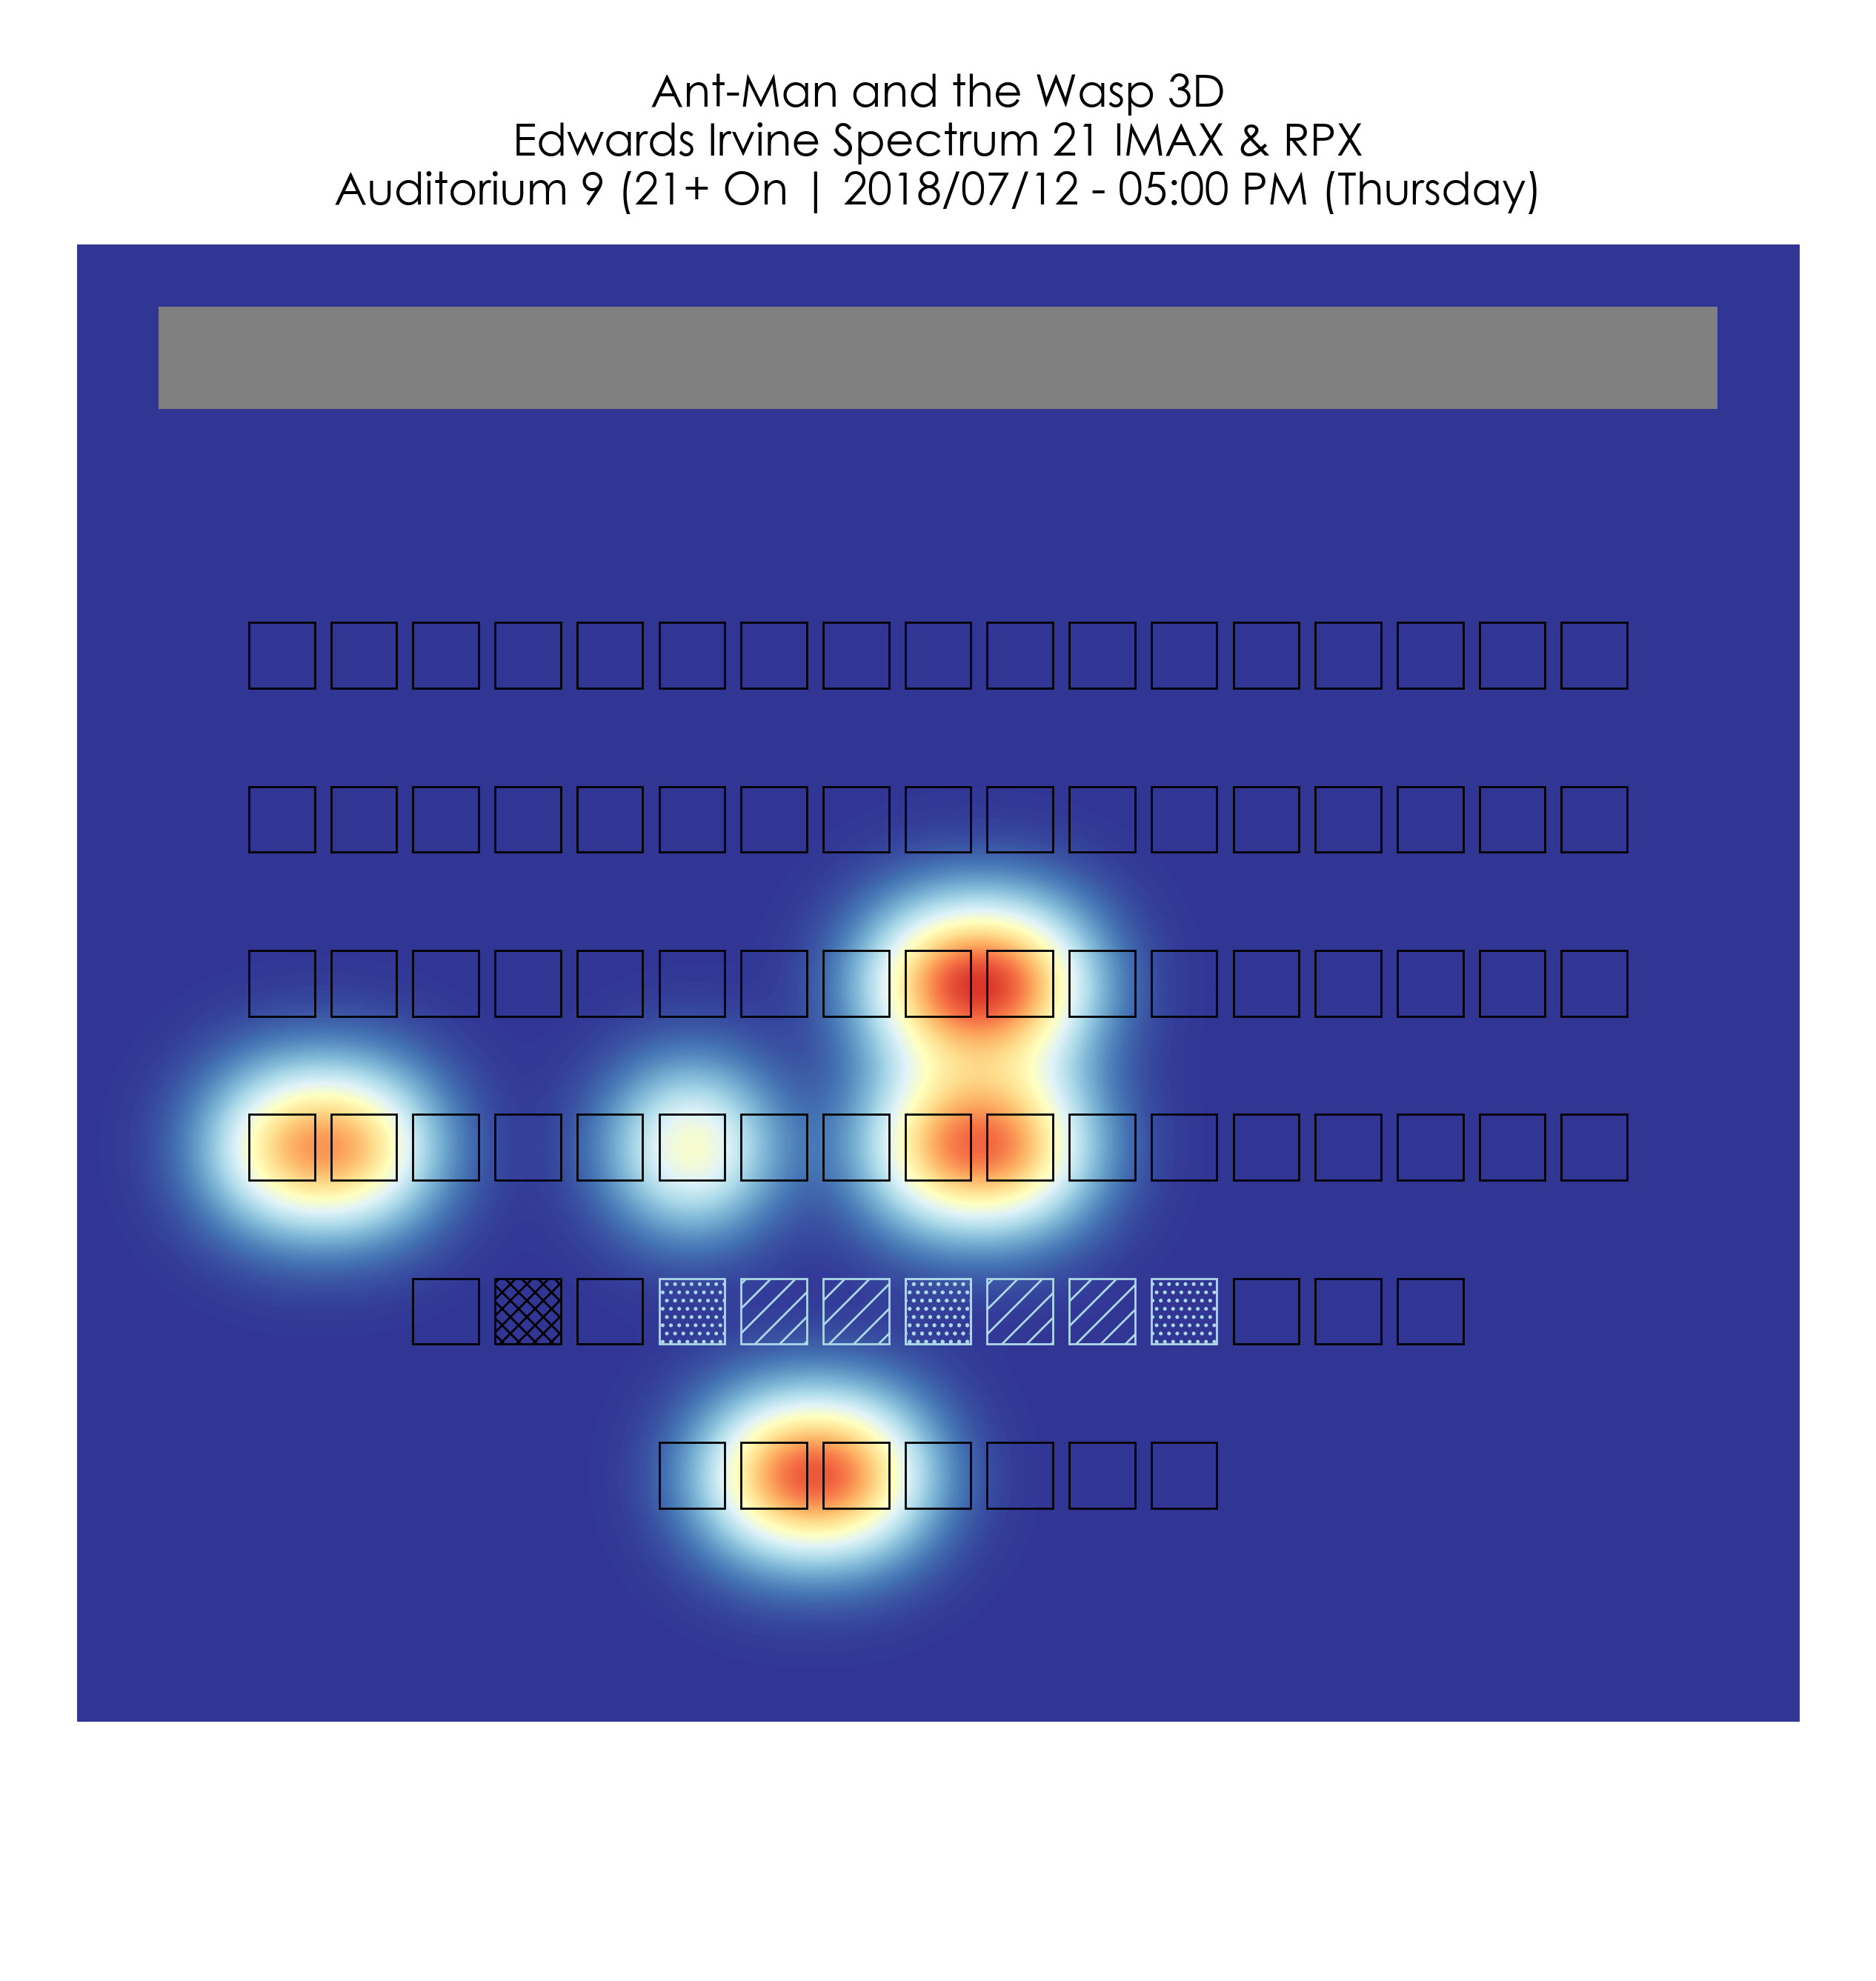 Ant-Man and the Wasp 3D
Edwards Irvine Spectrum 21 IMAX & RPX
Auditorium 9 (21+ On | 2018/07/12 - 05:00 PM (Thursday)